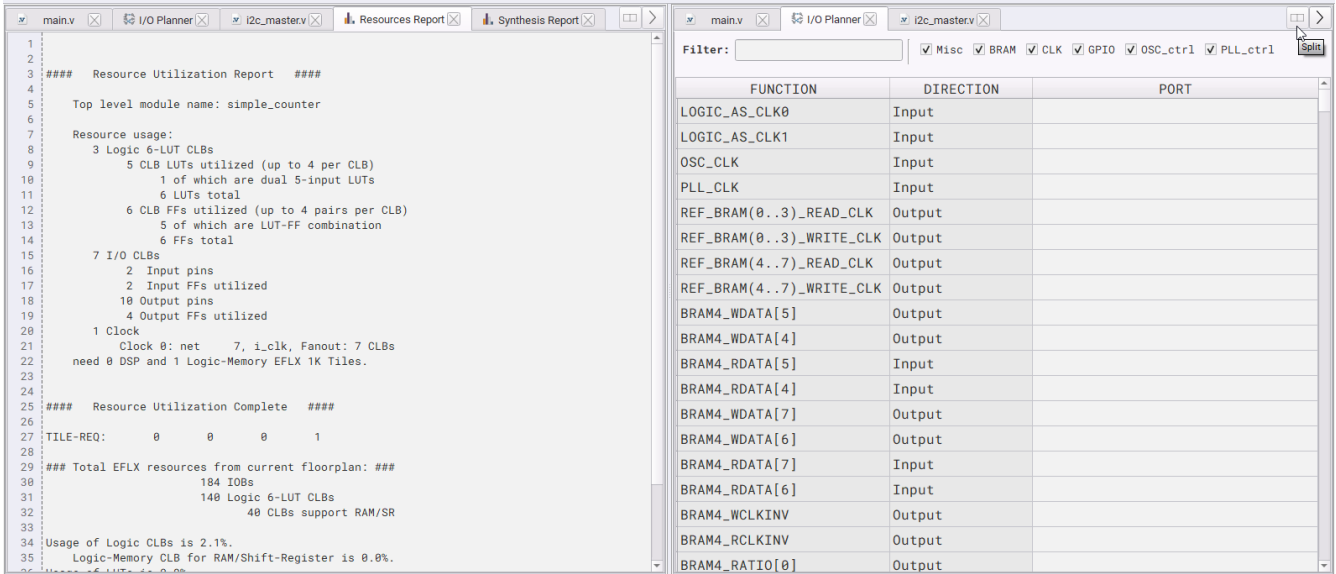 main.v I/O Planner i2c_master.v Resources Report Synthesis Report
1
2
3 #### Resource Utilization Report ####
4
5 Top level module name: simple_counter
6
7 Resource usage:
8 3 Logic 6-LUT CLBs
9 5 CLB LUTs utilized (up to 4 per CLB)
10 1 of which are dual 5-input LUTs
11 6 LUTs total
12 6 CLB FFs utilized (up to 4 pairs per CLB)
13 5 of which are LUT-FF combination
14 6 FFs total
15 7 I/O CLBs
16 2 Input pins
17 2 Input FFs utilized
18 10 Output pins
19 4 Output FFs utilized
20 1 Clock
21 Clock 0: net 7, i_clk, Fanout: 7 CLBs
22 need 0 DSP and 1 Logic-Memory EFLX 1K Tiles.
23
24
25 #### Resource Utilization Complete ####
26
27 TILE-REQ: 0 0 0 1
28
29 ### Total EFLX resources from current floorplan: ###
30 184 IOBs
31 140 Logic 6-LUT CLBs
32 40 CLBs support RAM/SR
33
34 Usage of Logic CLBs is 2.1%.
35 Logic-Memory CLB for RAM/Shift-Register is 0.0%.
main.v I/O Planner i2c_master.v
Split
Filter: Misc BRAM CLK GPIO OSC_ctrl PLL_ctrl
FUNCTION DIRECTION PORT
LOGIC_AS_CLK0 Input
LOGIC_AS_CLK1 Input
OSC_CLK Input
PLL_CLK Input
REF_BRAM(0..3)_READ_CLK Output
REF_BRAM(0..3)_WRITE_CLK Output
REF_BRAM(4..7)_READ_CLK Output
REF_BRAM(4..7)_WRITE_CLK Output
BRAM4_WDATA[5] Output
BRAM4_WDATA[4] Output
BRAM4_RDATA[5] Input
BRAM4_RDATA[4] Input
BRAM4_WDATA[7] Output
BRAM4_WDATA[6] Output
BRAM4_RDATA[7] Input
BRAM4_RDATA[6] Input
BRAM4_WCLKINV Output
BRAM4_RCLKINV Output
BRAM4_RATIO[0] Output